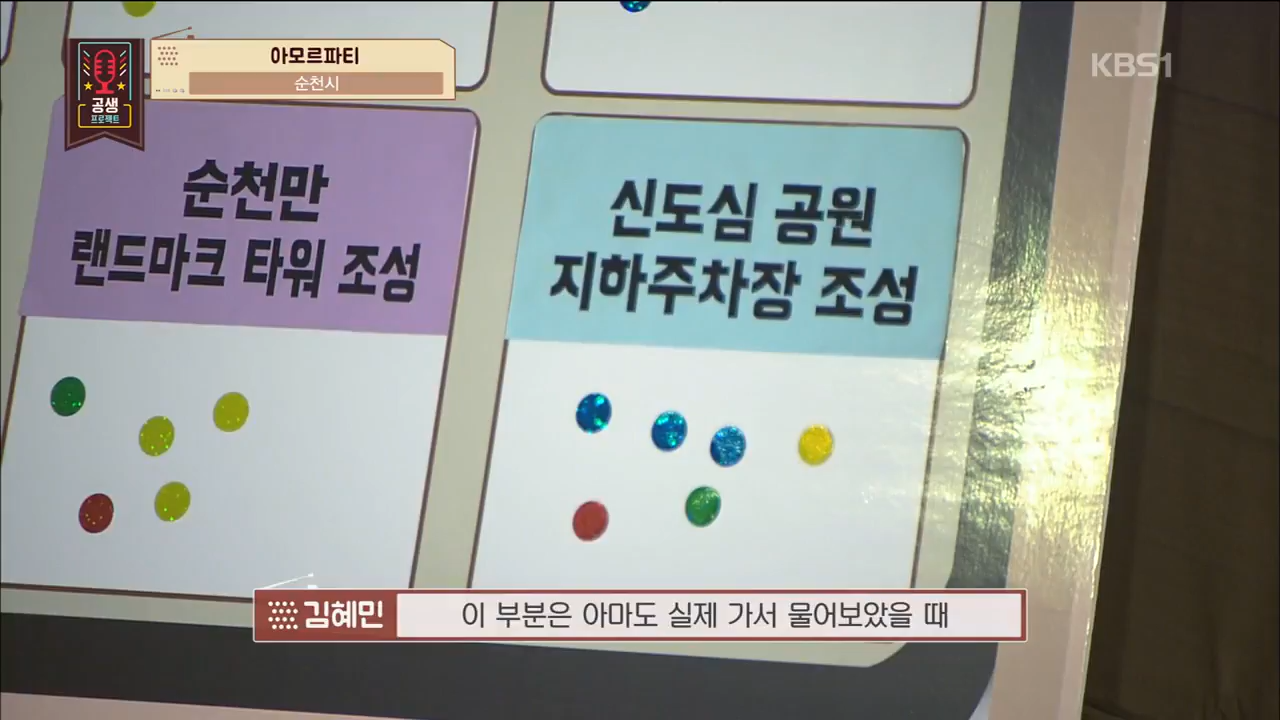 아모르파티
순천시
공생
프로젝트
KBS1
순천만
랜드마크 타워 조성
신도심 공원
지하주차장 조성
김혜민
이 부분은 아마도 실제 가서 물어보았을 때